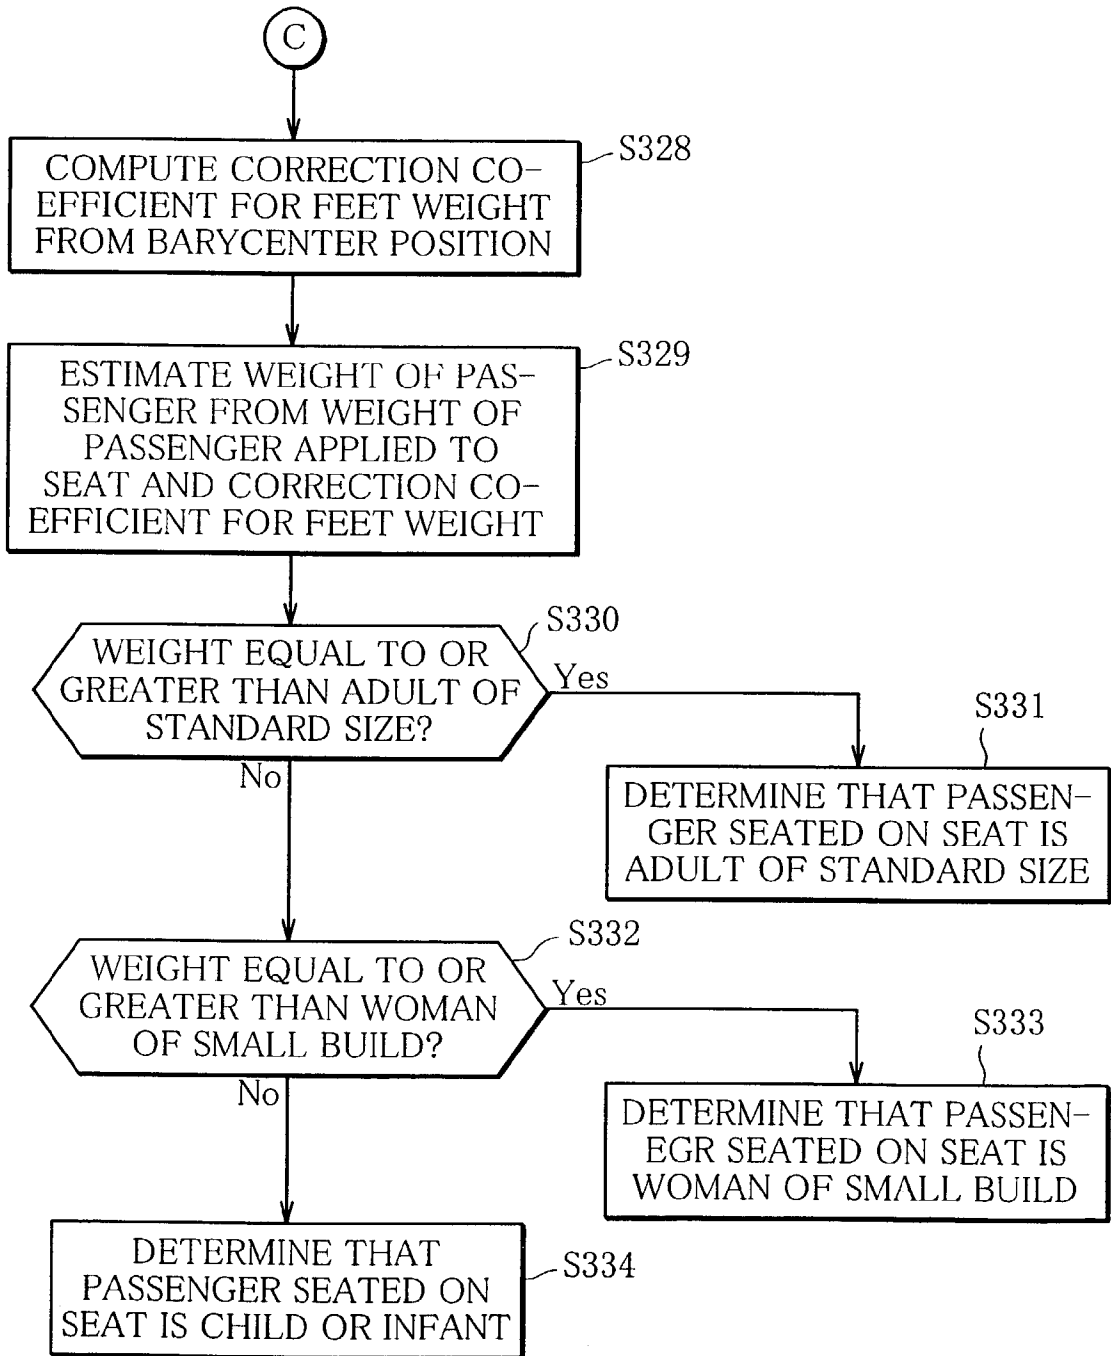 C
S328
COMPUTE CORRECTION CO-
EFFICIENT FOR FEET WEIGHT
FROM BARYCENTER POSITION
S329
ESTIMATE WEIGHT OF PAS-
SENGER FROM WEIGHT OF
PASSENGER APPLIED TO
SEAT AND CORRECTION CO-
EFFICIENT FOR FEET WEIGHT
S330
WEIGHT EQUAL TO OR
GREATER THAN ADULT OF
STANDARD SIZE?
Yes
No
S331
DETERMINE THAT PASSEN-
GER SEATED ON SEAT IS
ADULT OF STANDARD SIZE
S332
WEIGHT EQUAL TO OR
GREATER THAN WOMAN
OF SMALL BUILD?
Yes
No
S333
DETERMINE THAT PASSEN-
EGR SEATED ON SEAT IS
WOMAN OF SMALL BUILD
DETERMINE THAT
PASSENGER SEATED ON
SEAT IS CHILD OR INFANT
S334